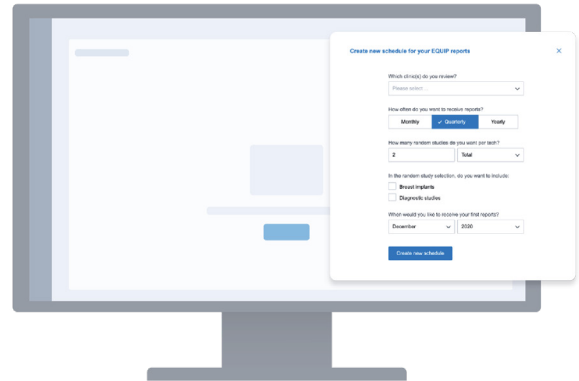 Create new schedule for your EQUIP reports
Which clinic(s) do you review?
Please select...
How often do you want to receive reports?
Monthly ✓ Quarterly Yearly
How many random studies do you want per tech?
2 Total
In the random study selection, do you want to include:
Breast implants
Diagnostic studies
When would you like to receive your first reports?
December 2020
Create new schedule